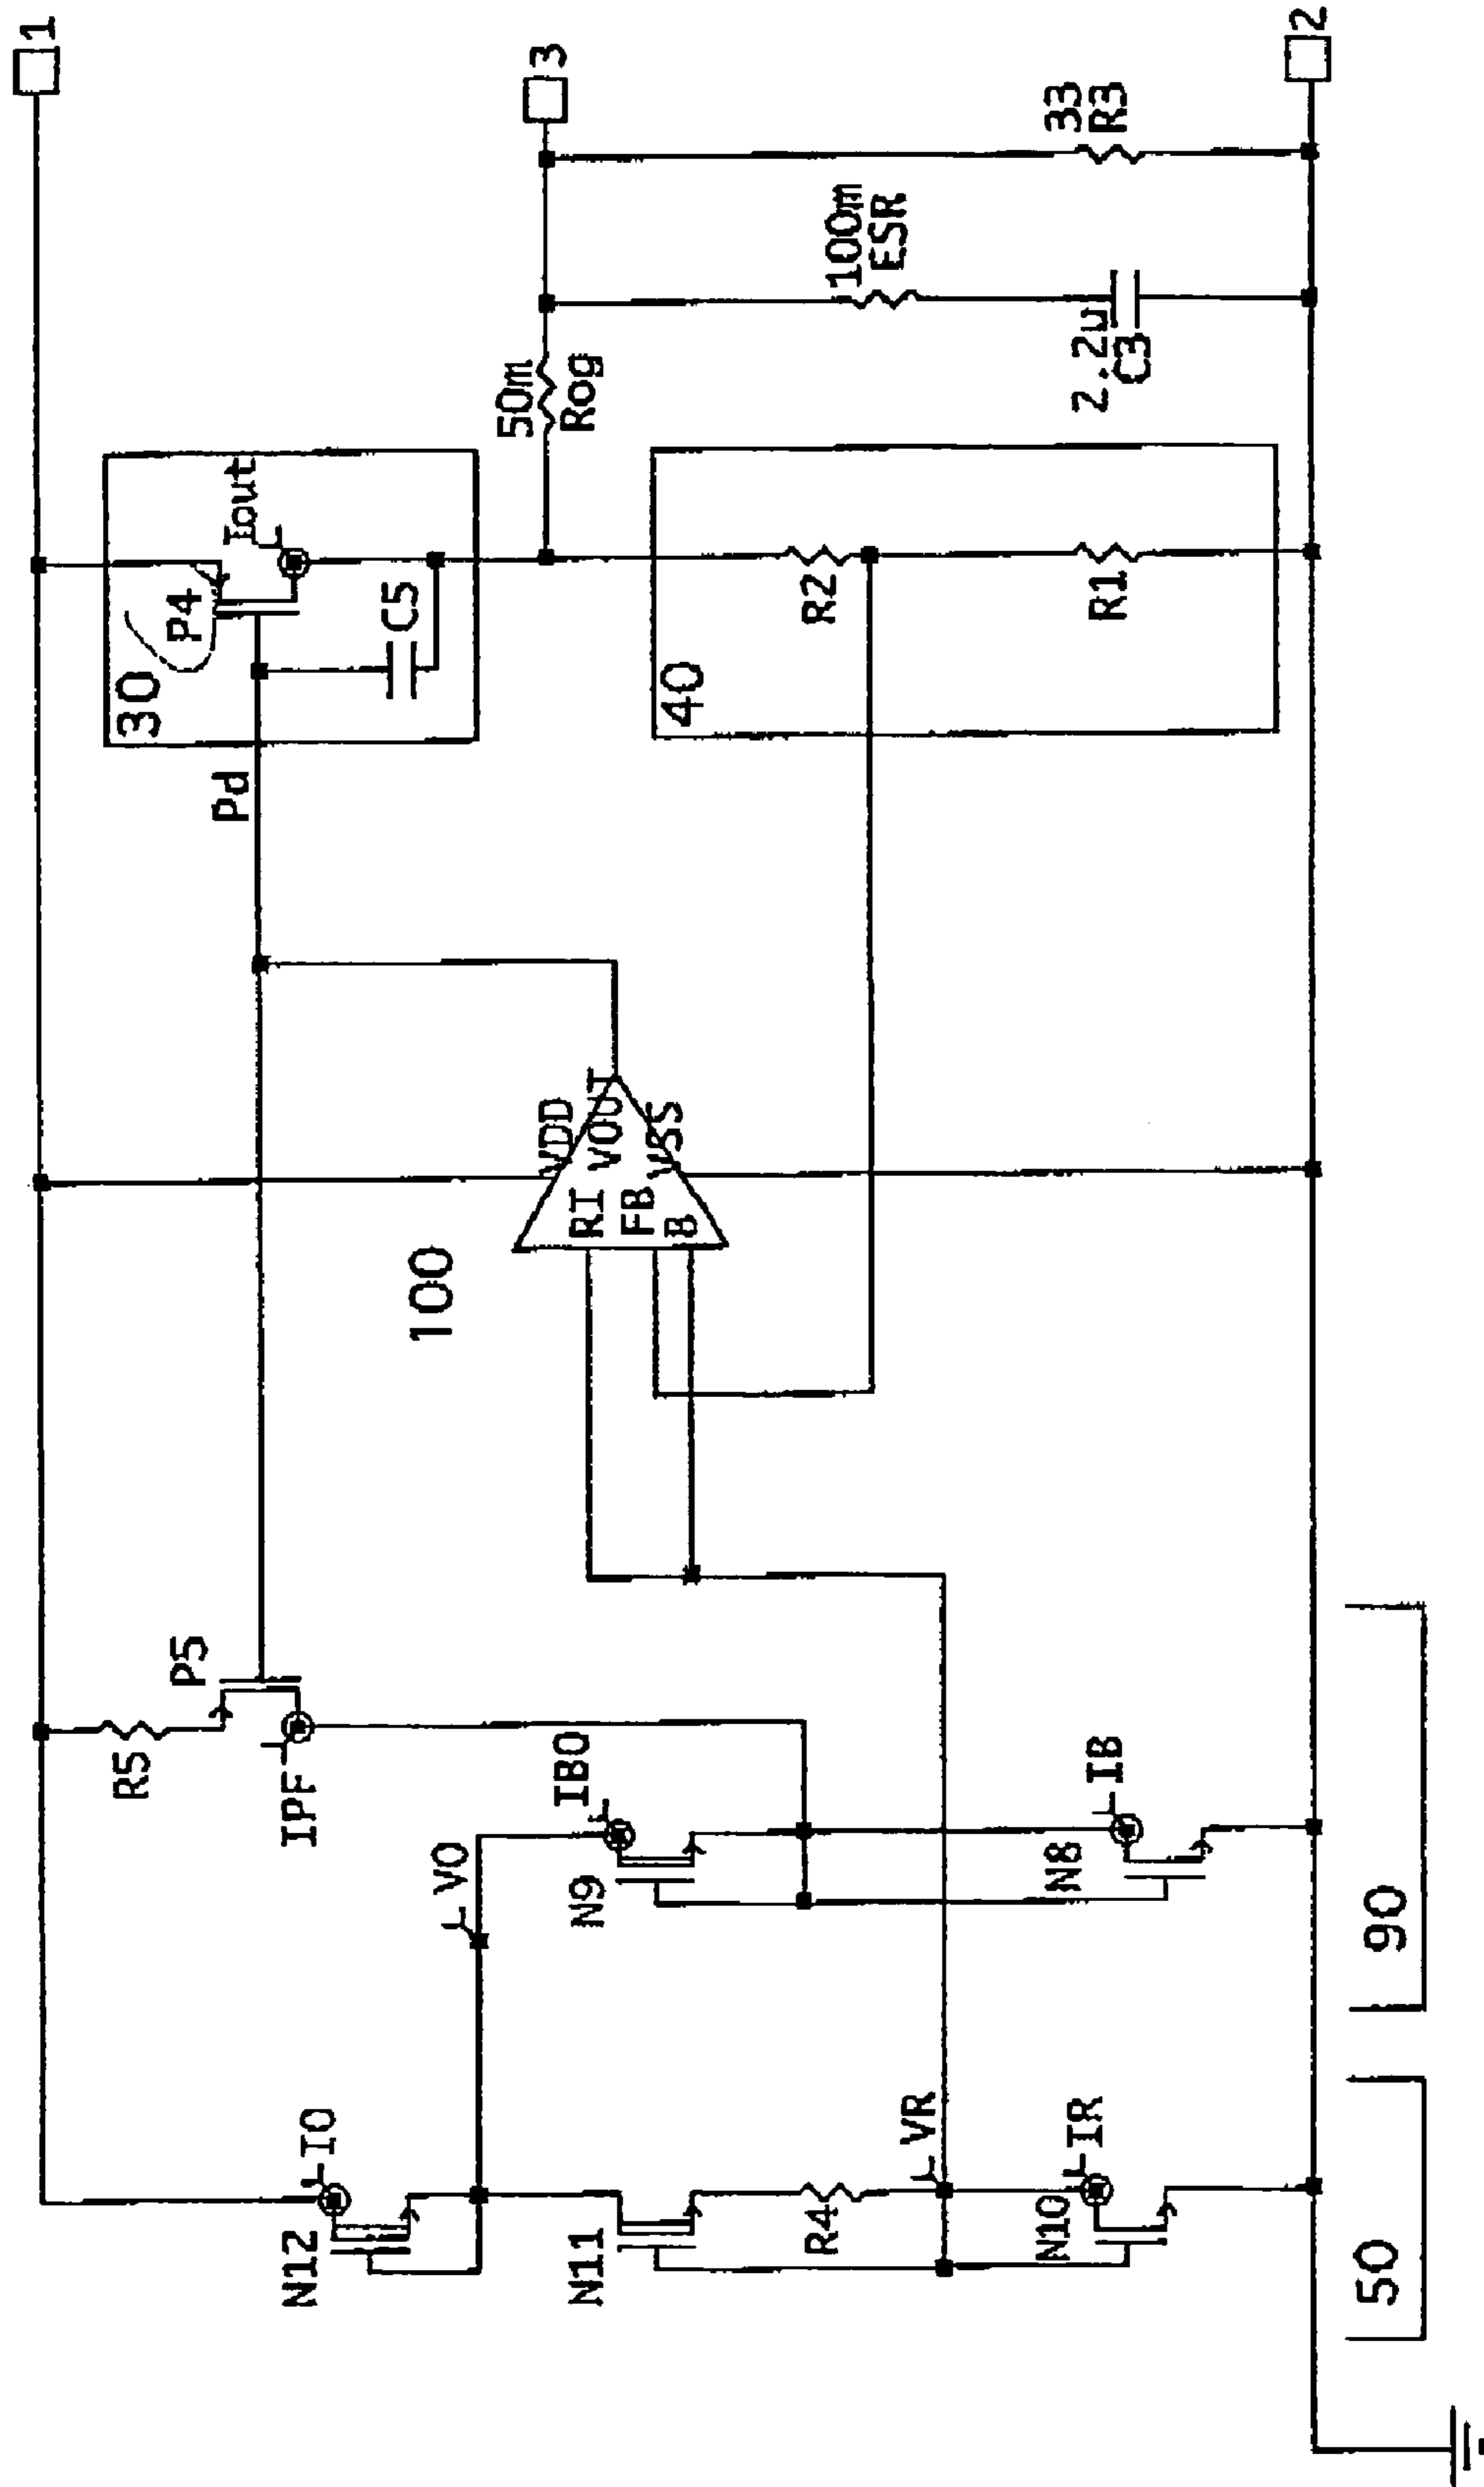 1
3
2
33
R3
100m
ESR
2.2u
C3
50m
Rog
30
P4
Iout
C5
Pd
40
R2
R1
100
VDD
RI VOUT
FB
VSS
B
P5
R5
IPF
IBO
N9
VO
IB
N8
90
IO
N12
N11
R4
VR
IR
N10
50